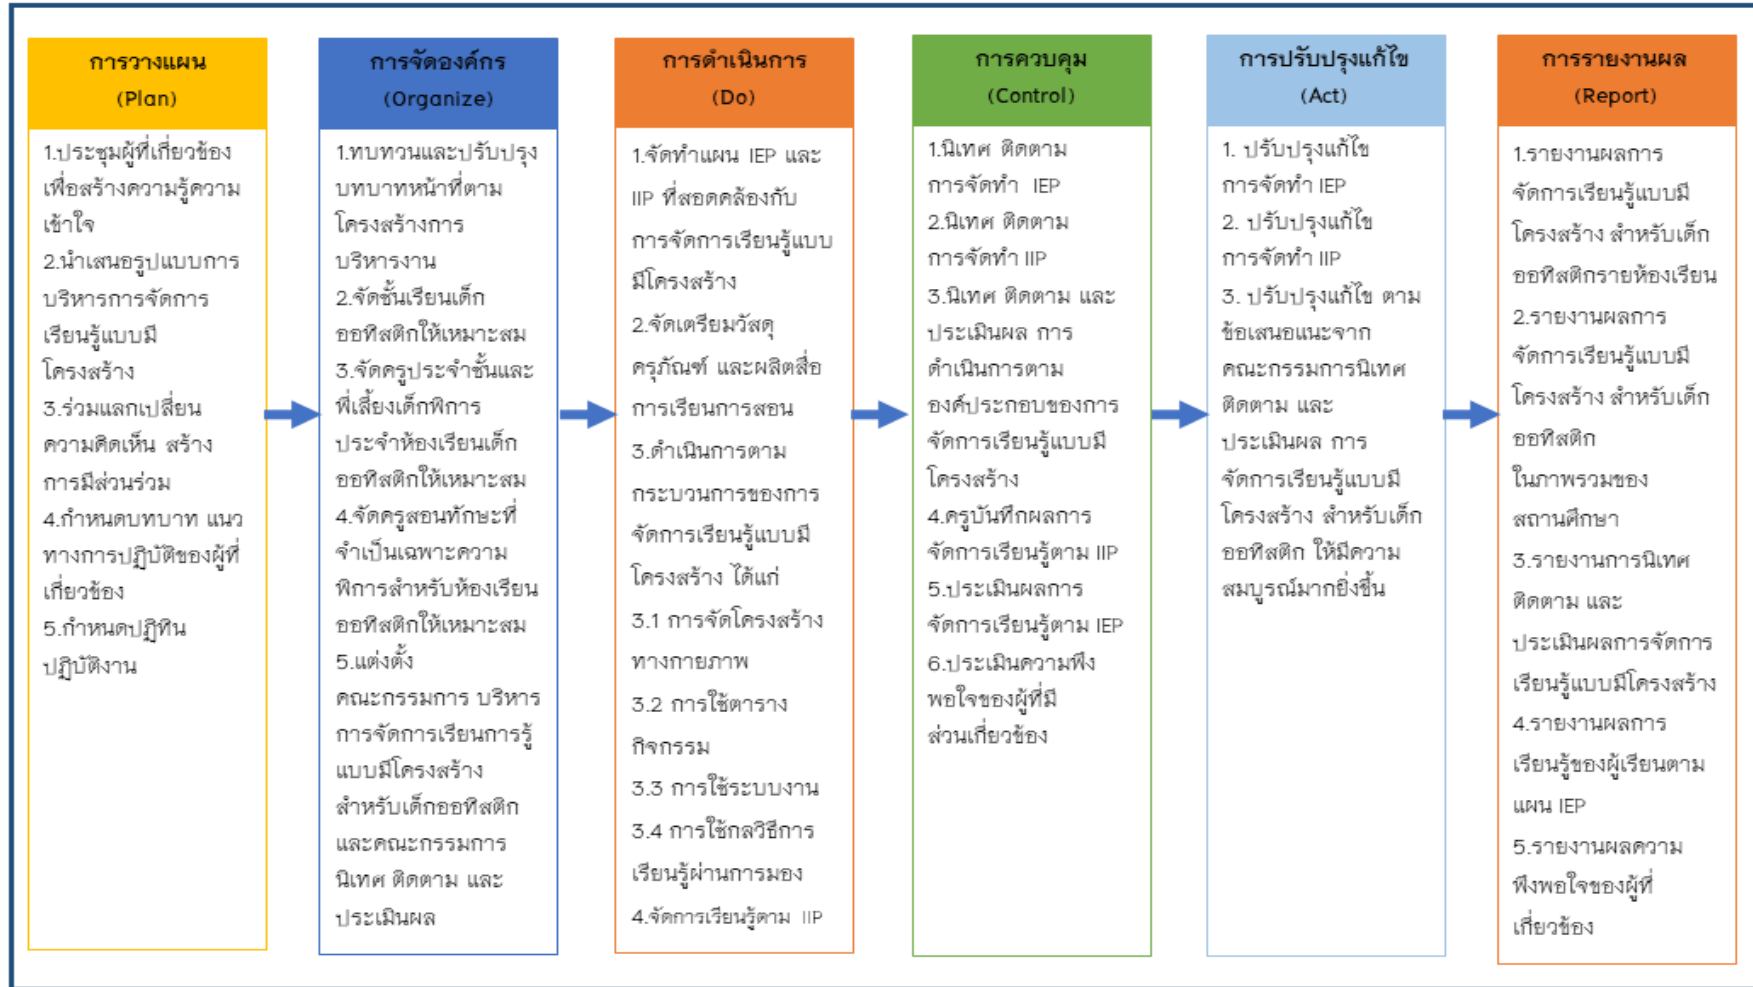 การวางแผน
(Plan)
1.ประชุมผู้ที่เกี่ยวข้อง
เพื่อสร้างความรู้ความ
เข้าใจ
2.นำเสนอรูปแบบการ
บริหารการจัดการ
เรียนรู้แบบมี
โครงสร้าง
3.ร่วมแลกเปลี่ยน
ความคิดเห็น สร้าง
การมีส่วนร่วม
4.กำหนดบทบาท แนว
ทางการปฏิบัติของผู้ที่
เกี่ยวข้อง
5.กำหนดปฏิทิน
ปฏิบัติงาน
การจัดองค์กร
(Organize)
1.ทบทวนและปรับปรุง
บทบาทหน้าที่ตาม
โครงสร้างการ
บริหารงาน
2.จัดชั้นเรียนเด็ก
ออทิสติกให้เหมาะสม
3.จัดครูประจำชั้นและ
พี่เลี้ยงเด็กพิการ
ประจำห้องเรียนเด็ก
ออทิสติกให้เหมาะสม
4.จัดครูสอนทักษะที่
จำเป็นเฉพาะความ
พิการสำหรับห้องเรียน
ออทิสติกให้เหมาะสม
5.แต่งตั้ง
คณะกรรมการ บริหาร
การจัดการเรียนการรู้
แบบมีโครงสร้าง
สำหรับเด็กออทิสติก
และคณะกรรมการ
นิเทศ ติดตาม และ
ประเมินผล
การดำเนินการ
(Do)
1.จัดทำแผน IEP และ
IIP ที่สอดคล้องกับ
การจัดการเรียนรู้แบบ
มีโครงสร้าง
2.จัดเตรียมวัสดุ
ครุภัณฑ์ และผลิตสื่อ
การเรียนการสอน
3.ดำเนินการตาม
กระบวนการของการ
จัดการเรียนรู้แบบมี
โครงสร้าง ได้แก่
3.1 การจัดโครงสร้าง
ทางกายภาพ
3.2 การใช้ตาราง
กิจกรรม
3.3 การใช้ระบบงาน
3.4 การใช้กลวิธีการ
เรียนรู้ผ่านการมอง
4.จัดการเรียนรู้ตาม IIP
การควบคุม
(Control)
1.นิเทศ ติดตาม
การจัดทำ IEP
2.นิเทศ ติดตาม
การจัดทำ IIP
3.นิเทศ ติดตาม และ
ประเมินผล การ
ดำเนินการตาม
องค์ประกอบของการ
จัดการเรียนรู้แบบมี
โครงสร้าง
4.ครูบันทึกผลการ
จัดการเรียนรู้ตาม IIP
5.ประเมินผลการ
จัดการเรียนรู้ตาม IEP
6.ประเมินความพึง
พอใจของผู้ที่มี
ส่วนเกี่ยวข้อง
การปรับปรุงแก้ไข
(Act)
1. ปรับปรุงแก้ไข
การจัดทำ IEP
2. ปรับปรุงแก้ไข
การจัดทำ IIP
3. ปรับปรุงแก้ไข ตาม
ข้อเสนอแนะจาก
คณะกรรมการนิเทศ
ติดตาม และ
ประเมินผล การ
จัดการเรียนรู้แบบมี
โครงสร้าง สำหรับเด็ก
ออทิสติก ให้มีความ
สมบูรณ์มากยิ่งขึ้น
การรายงานผล
(Report)
1.รายงานผลการ
จัดการเรียนรู้แบบมี
โครงสร้าง สำหรับเด็ก
ออทิสติกรายห้องเรียน
2.รายงานผลการ
จัดการเรียนรู้แบบมี
โครงสร้าง สำหรับเด็ก
ออทิสติก
ในภาพรวมของ
สถานศึกษา
3.รายงานการนิเทศ
ติดตาม และ
ประเมินผลการจัดการ
เรียนรู้แบบมีโครงสร้าง
4.รายงานผลการ
เรียนรู้ของผู้เรียนตาม
แผน IEP
5.รายงานผลความ
พึงพอใจของผู้ที่
เกี่ยวข้อง